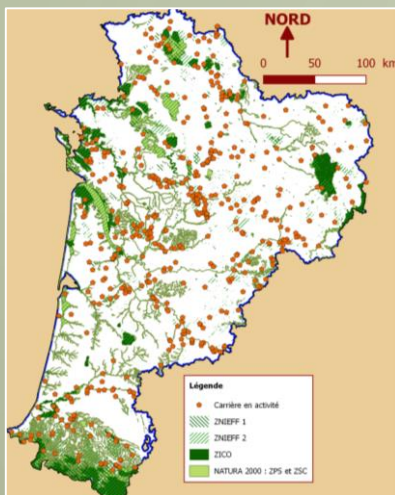 NORD
0 50 100 km
Légende
Carrière en activité
ZNIEFF 1
ZNIEFF 2
ZICO
NATURA 2000 : ZPS et ZSC